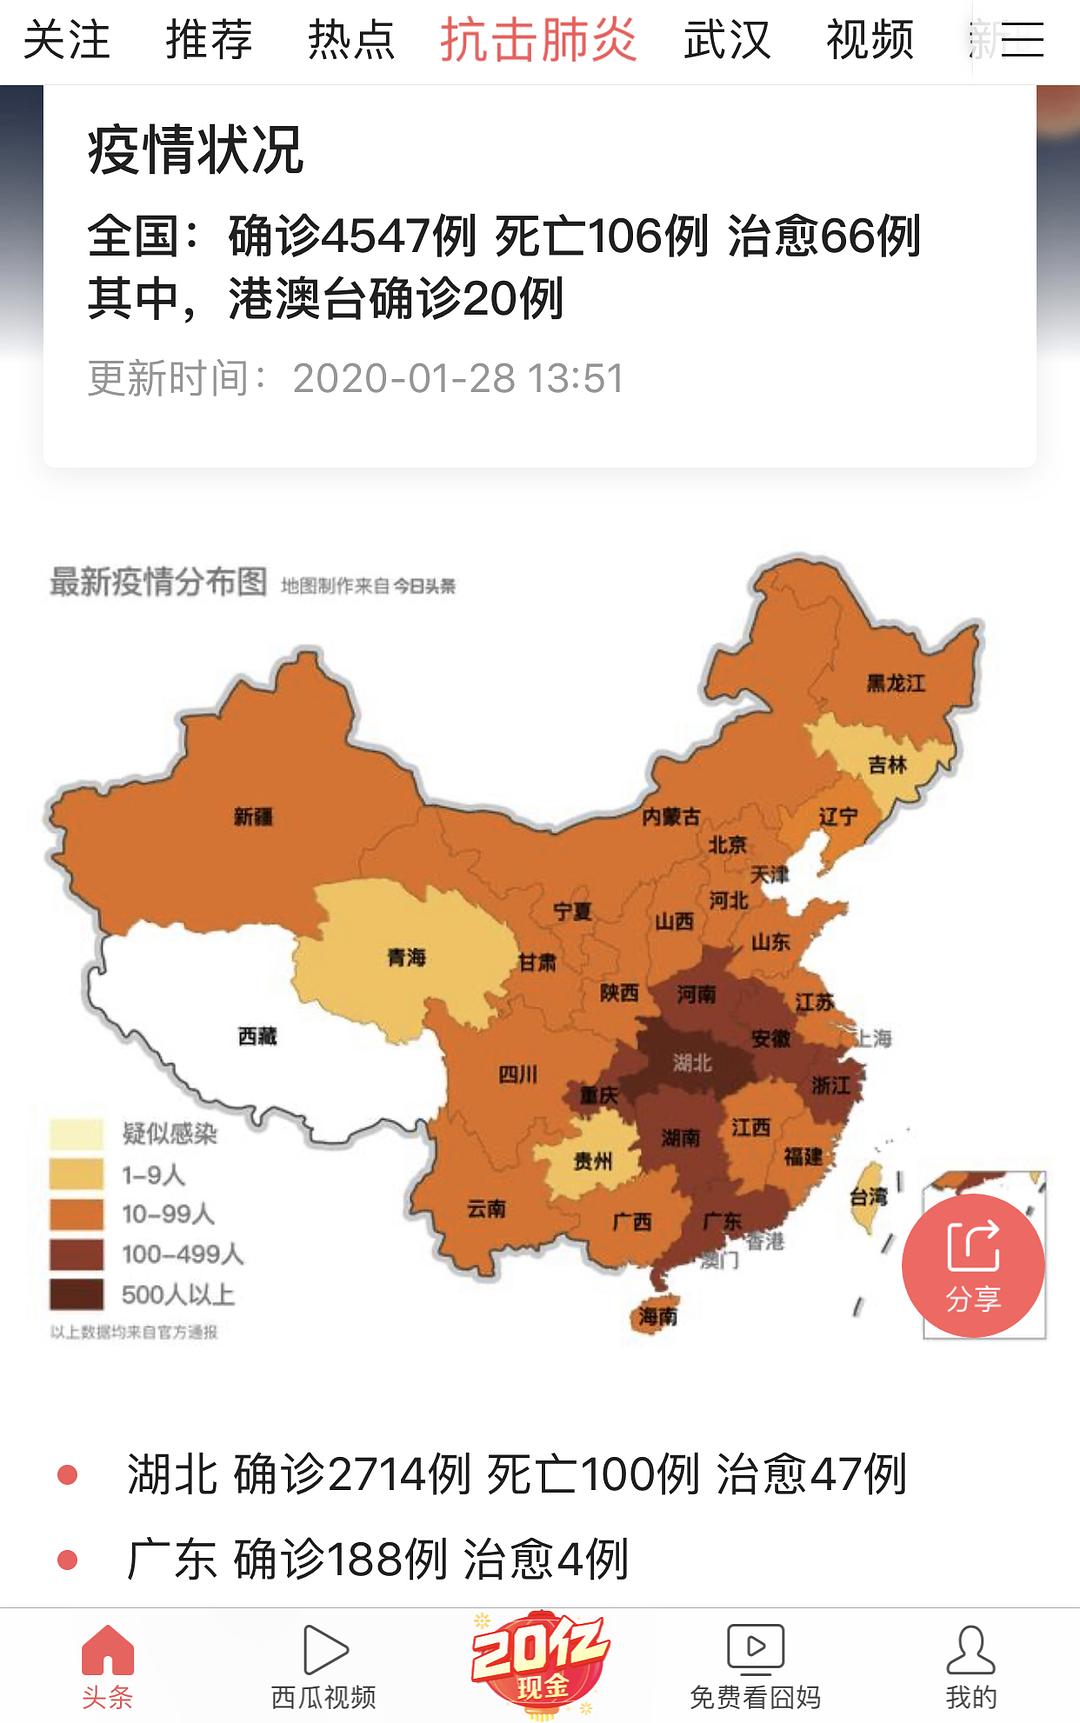 关注 推荐 热点 抗击肺炎 武汉 视频 新
疫情状况
全国：确诊4547例 死亡106例 治愈66例
其中，港澳台确诊20例
更新时间：2020-01-28 13:51
最新疫情分布图 地图制作来自今日头条
黑龙江
吉林
新疆
内蒙古
辽宁
北京
天津
河北
宁夏
山西
山东
青海
甘肃
陕西
河南
江苏
西藏
安徽
上海
湖北
四川
浙江
重庆
江西
湖南
福建
贵州
台湾
云南
广西
广东
香港
澳门
海南
疑似感染
1-9人
10-99人
100-499人
500人以上
以上数据均来自官方通报
分享
湖北 确诊2714例 死亡100例 治愈47例
广东 确诊188例 治愈4例
20亿
现金
头条 西瓜视频 免费看囧妈 我的